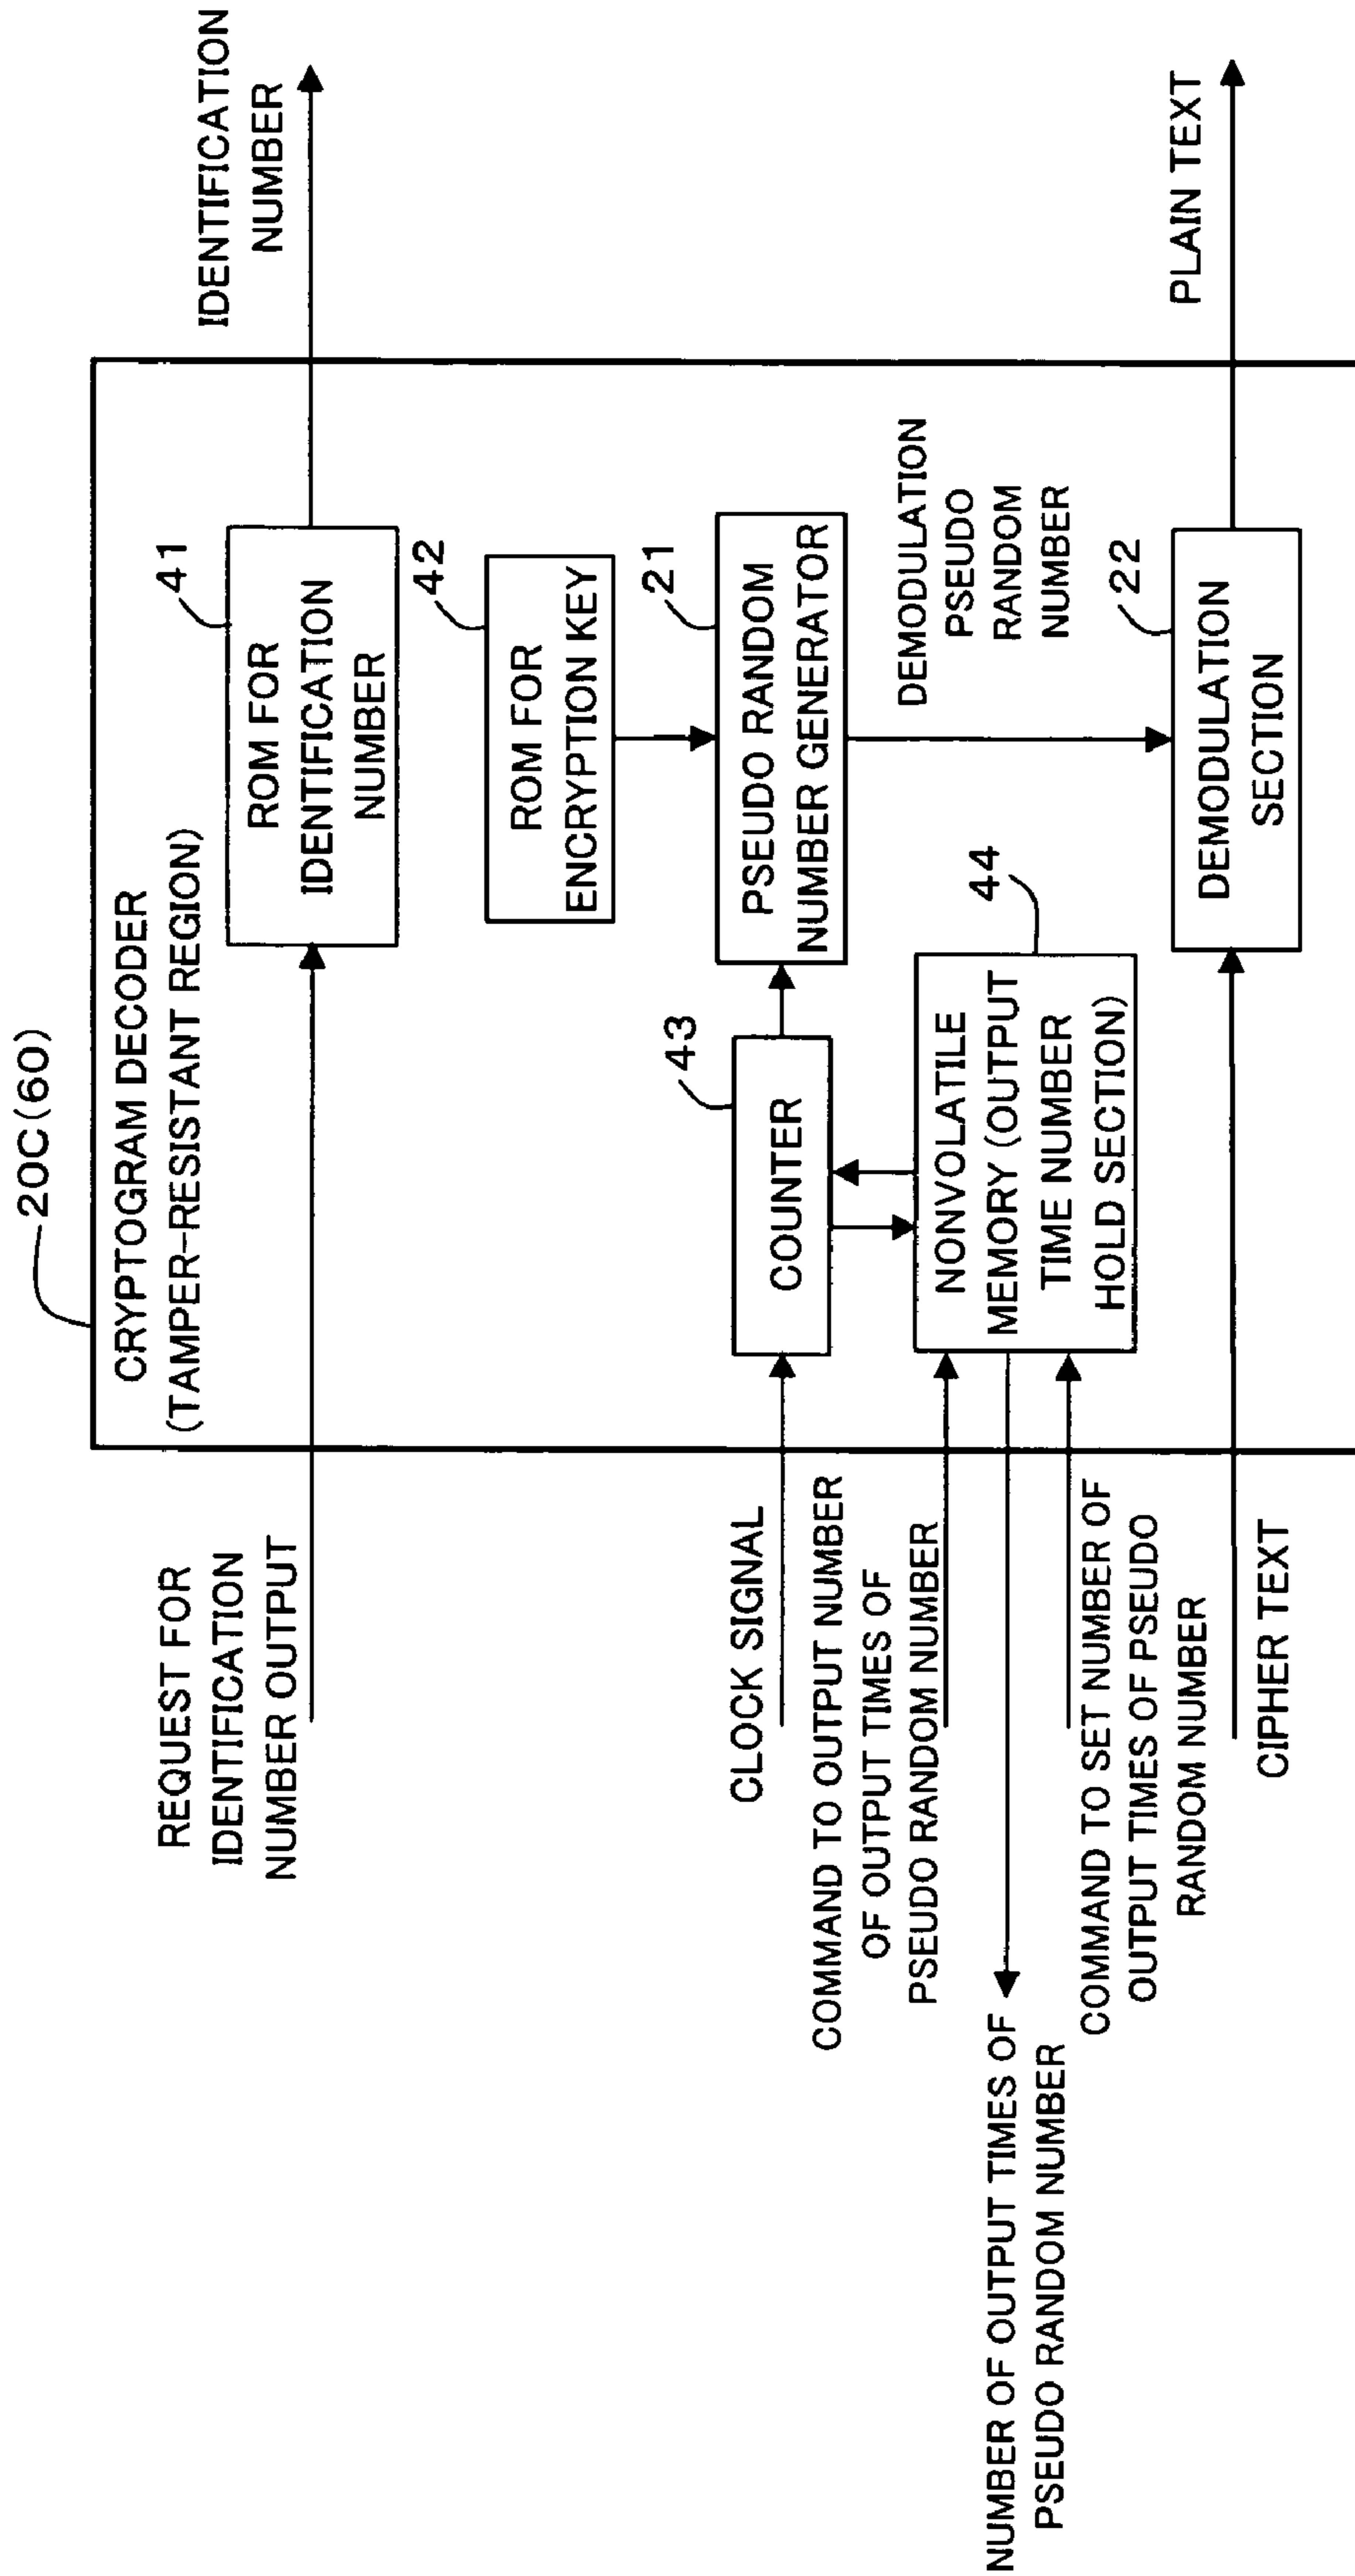 20C(60)
CRYPTOGRAM DECODER
(TAMPER-RESISTANT REGION)
REQUEST FOR
IDENTIFICATION
NUMBER OUTPUT
41
ROM FOR
IDENTIFICATION
NUMBER
IDENTIFICATION
NUMBER
42
ROM FOR
ENCRYPTION KEY
CLOCK SIGNAL
43
COUNTER
21
PSEUDO RANDOM
NUMBER GENERATOR
COMMAND TO OUTPUT NUMBER
OF OUTPUT TIMES OF
PSEUDO RANDOM NUMBER
NUMBER OF OUTPUT TIMES OF
PSEUDO RANDOM NUMBER
COMMAND TO SET NUMBER OF
OUTPUT TIMES OF PSEUDO
RANDOM NUMBER
44
NONVOLATILE
MEMORY (OUTPUT
TIME NUMBER
HOLD SECTION)
DEMODULATION
PSEUDO
RANDOM
NUMBER
CIPHER TEXT
22
DEMODULATION
SECTION
PLAIN TEXT